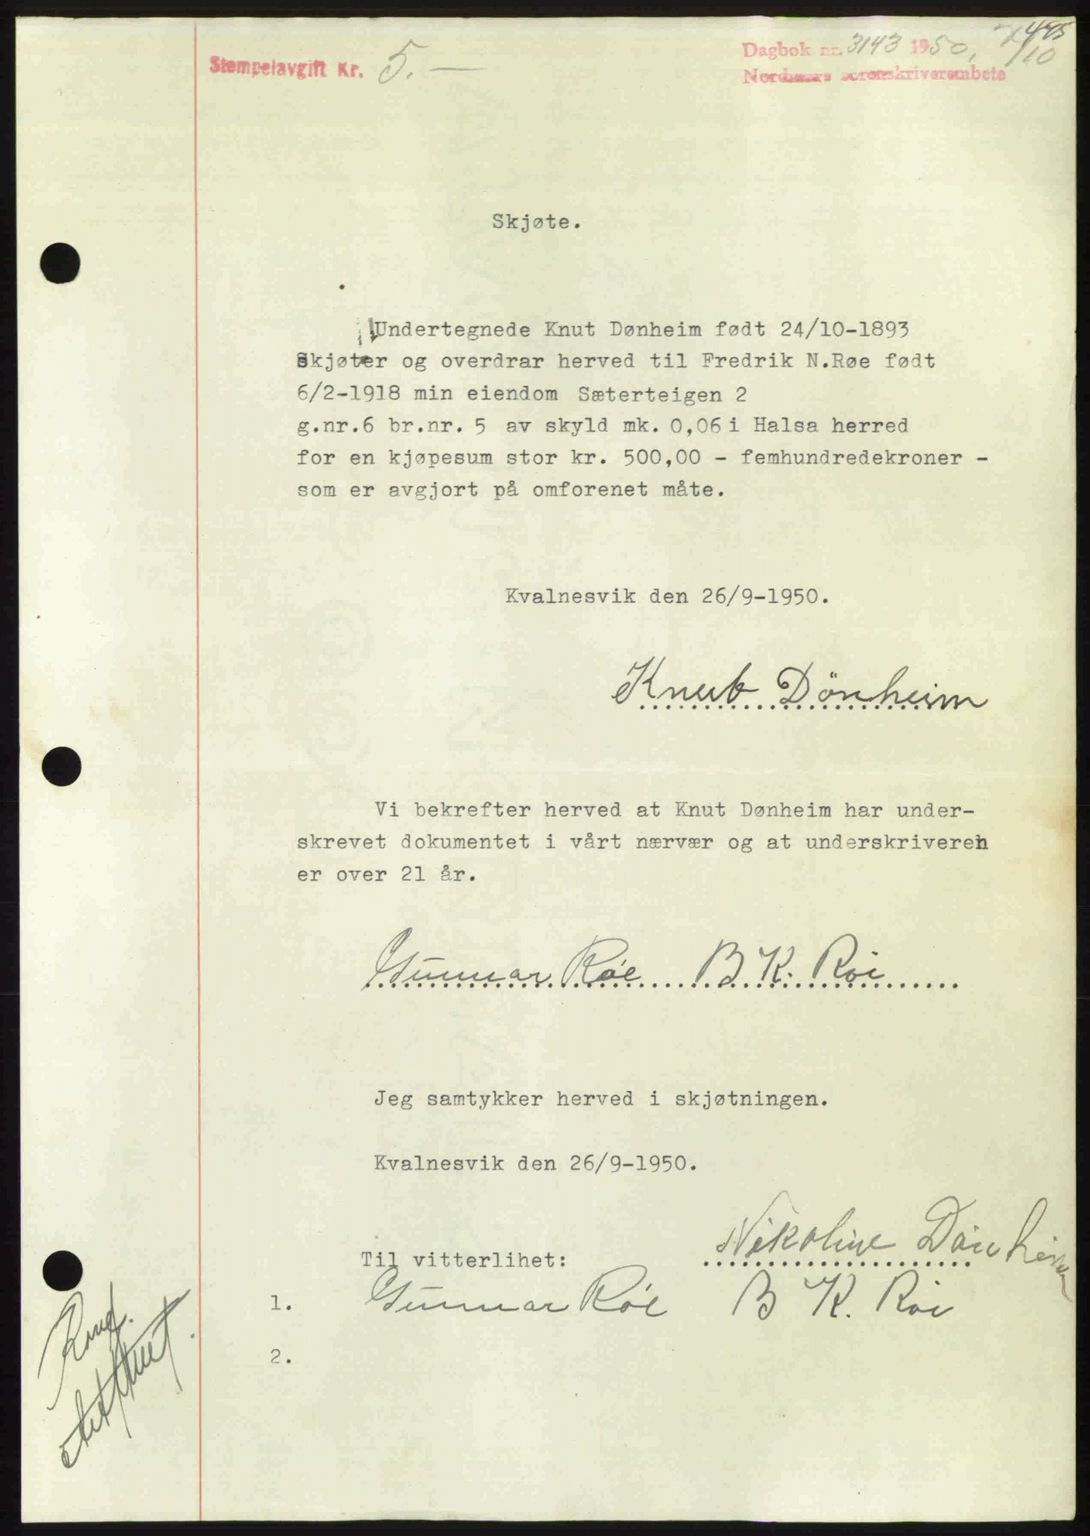 Stempelavgift Kr. 5.—
Dagbok nr. 3143 1950, 7/10
445
Nordmøre sorenskriverembete
Skjøte.
Undertegnede Knut Dønheim født 24/10-1893
Skjøter og overdrar herved til Fredrik N.Røe født
6/2-1918 min eiendom Sæterteigen 2
g.nr.6 br.nr. 5 av skyld mk. 0,06 i Halsa herred
for en kjøpesum stor kr. 500,00 - femhundredekroner -
som er avgjort på omforenet måte.
Kvalnesvik den 26/9-1950.
Knut Dönheim
Vi bekrefter herved at Knut Dønheim har under-
skrevet dokumentet i vårt nærvær og at underskriveren
er over 21 år.
Gunnar Røe B K. Røe
Jeg samtykker herved i skjøtningen.
Kvalnesvik den 26/9-1950.
Nikoline Dönheim
Til vitterlihet:
1. Gunnar Røe B K. Røe
2.